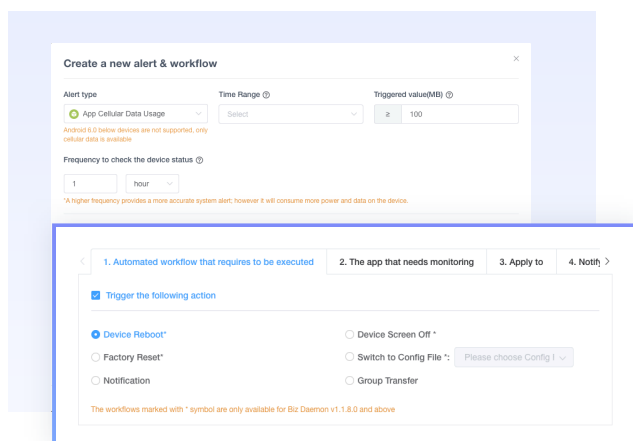 Create a new alert & workflow
Alert type
Time Range
Triggered value(MB)
App Cellular Data Usage
Select
≥
100
Android 6.0 below devices are not supported, only
cellular data is available
Frequency to check the device status
1
hour
*A higher frequency provides a more accurate system alert; however it will consume more power and data on the device.
1. Automated workflow that requires to be executed
2. The app that needs monitoring
3. Apply to
4. Notify
Trigger the following action
Device Reboot*
Device Screen Off *
Factory Reset*
Switch to Config File *:
Please choose Config
Notification
Group Transfer
The workflows marked with * symbol are only available for Biz Daemon v1.1.8.0 and above